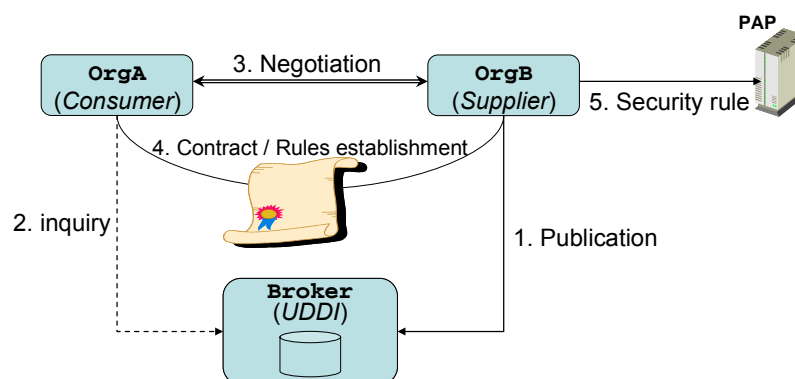 PAP
OrgA
(Consumer)
3. Negotiation
OrgB
(Supplier)
5. Security rule
4. Contract / Rules establishment
2. inquiry
1. Publication
Broker
(UDDI)